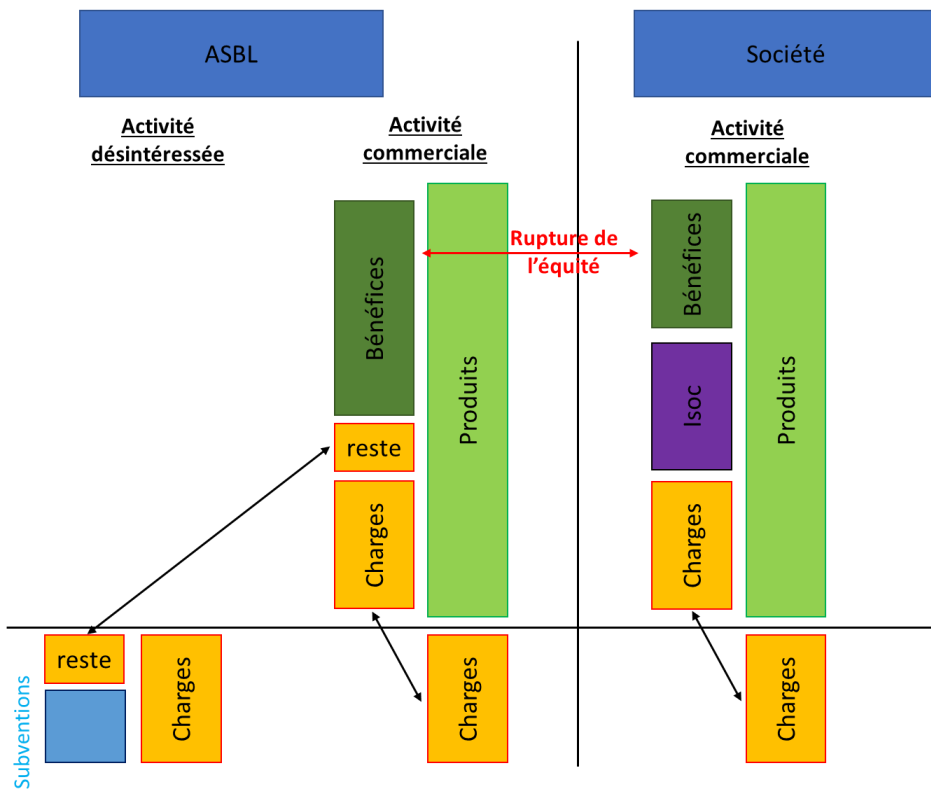 ASBL
Société
Activité
désintéressée
Activité
commerciale
Activité
commerciale
Rupture de
l'équité
Bénéfices
reste
Charges
Produits
Bénéfices
Isoc
Charges
Produits
Subventions
reste
Charges
Charges
Charges